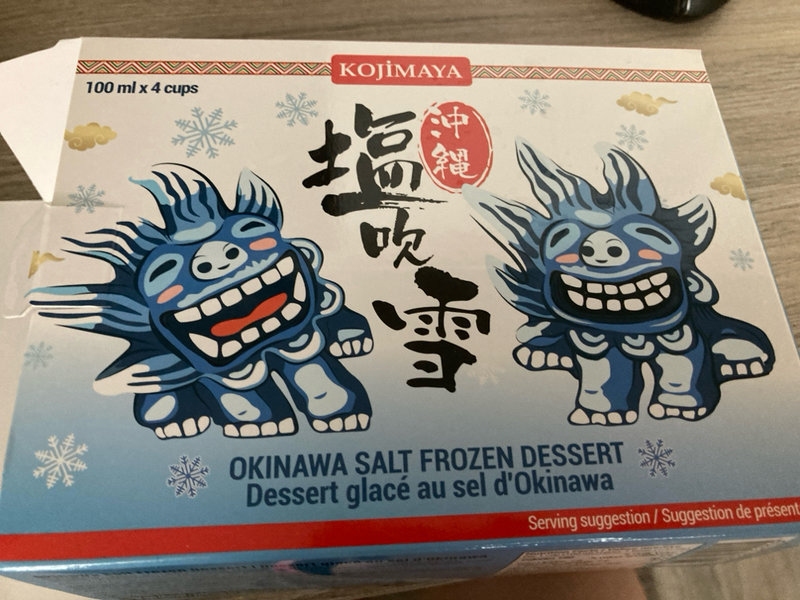 KOJiMAYA
100 ml x 4 cups
沖縄
塩吹雪
OKINAWA SALT FROZEN DESSERT
Dessert glacé au sel d'Okinawa
Serving suggestion / Suggestion de présent